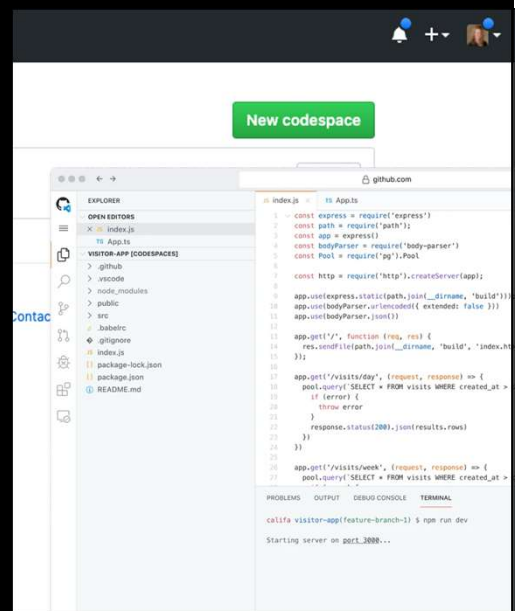 New codespace
github.com
EXPLORER
OPEN EDITORS
index.js
TS App.ts
VISITOR-APP [CODESPACES]
.github
.vscode
node_modules
public
src
.babelrc
.gitignore
index.js
package-lock.json
package.json
README.md
Contac
index.js
TS App.ts
1 const express = require('express')
2 const path = require('path');
3 const app = express()
4 const bodyParser = require('body-parser')
5 const Pool = require('pg').Pool
6
7 const http = require('http').createServer(app);
8
9 app.use(express.static(path.join(__dirname, 'build')))
10 app.use(bodyParser.urlencoded({ extended: false }))
11 app.use(bodyParser.json())
12
13 app.get("/", function (req, res) {
14 res.sendfile(path.join(__dirname, 'build', 'index.ht
15 });
16
17 app.get('/visits/day', (request, response) => {
18 pool.query(`SELECT * FROM visits WHERE created_at >
19 if (error) {
20 throw error
21 }
22 response.status(200).json(results.rows)
23 })
24 })
25
26 app.get('/visits/week', (request, response) => {
27 pool.query(`SELECT * FROM visits WHERE created_at >
PROBLEMS OUTPUT DEBUG CONSOLE TERMINAL
califa visitor-app(feature-branch-1) $ npm run dev
Starting server on port 3000...